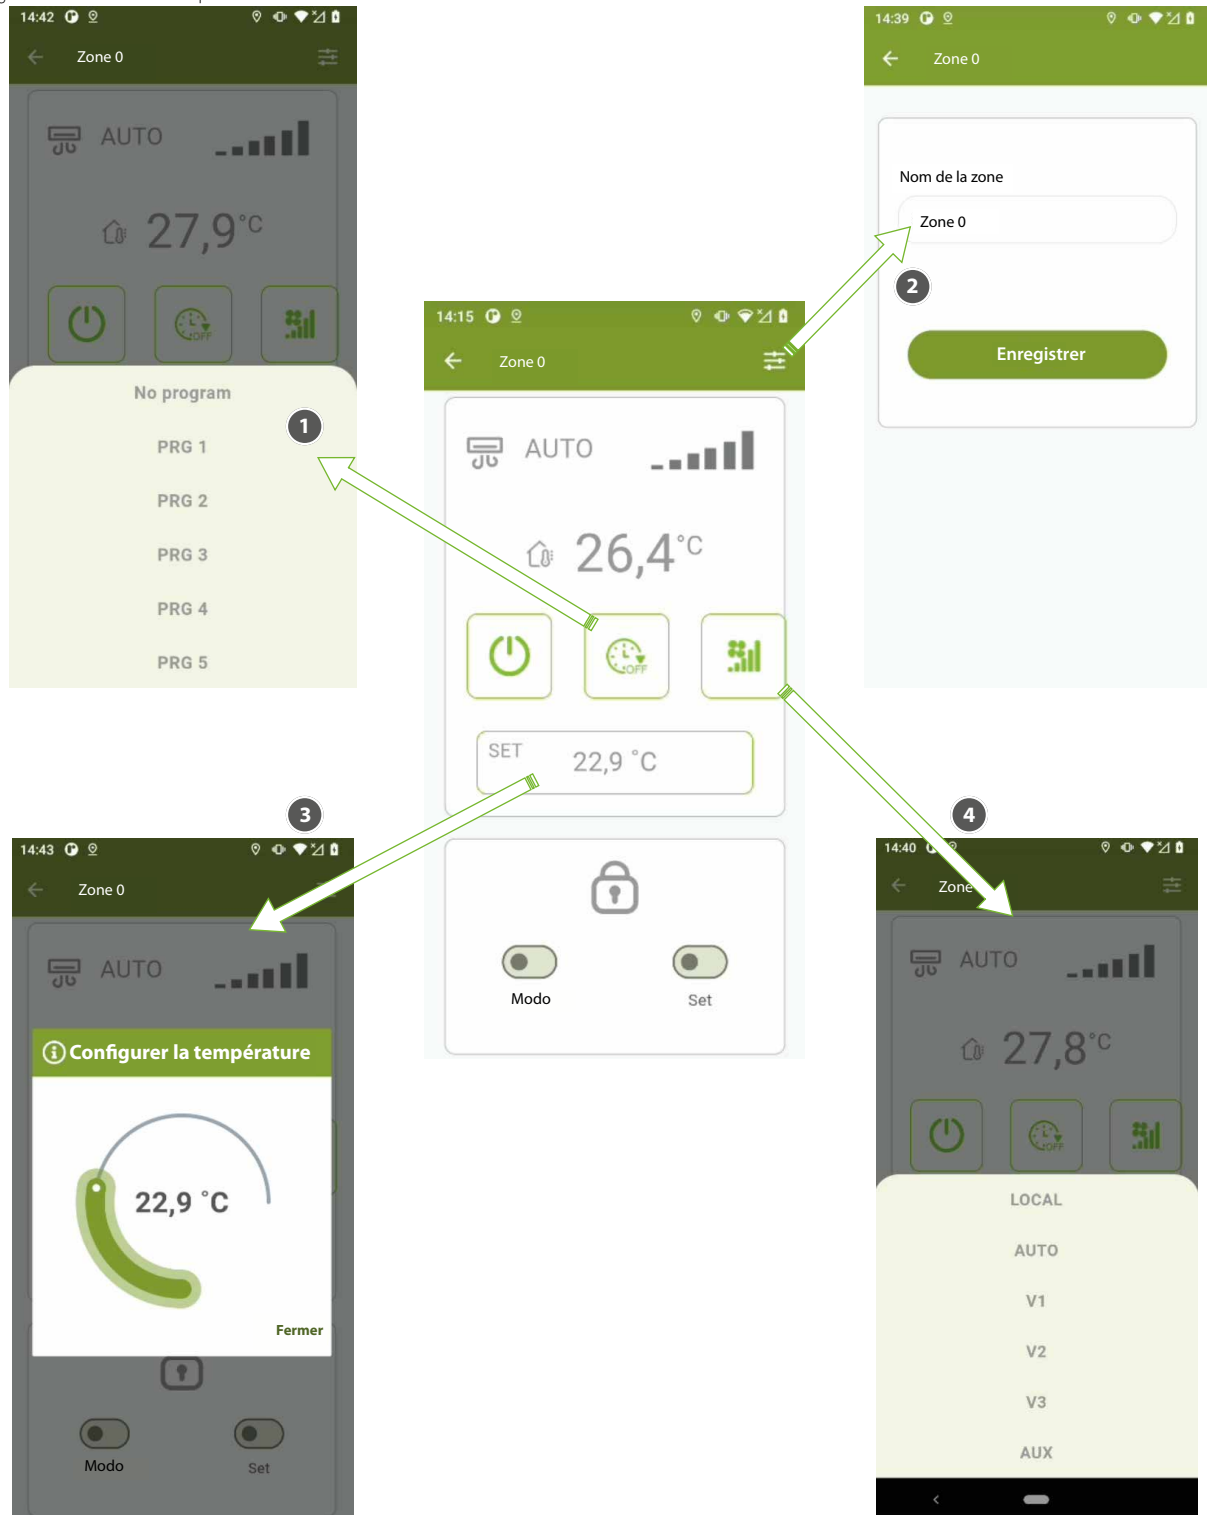 14:42
Zone 0
AUTO
27,9°C
OFF
No program
PRG 1
PRG 2
PRG 3
PRG 4
PRG 5
1
14:39
Zone 0
Nom de la zone
Zone 0
2
Enregistrer
14:15
Zone 0
AUTO
26,4°C
OFF
SET 22,9 °C
Modo Set
3
14:43
Zone 0
AUTO
Configurer la température
22,9 °C
Fermer
Modo Set
4
14:40
Zone
AUTO
27,8°C
OFF
LOCAL
AUTO
V1
V2
V3
AUX